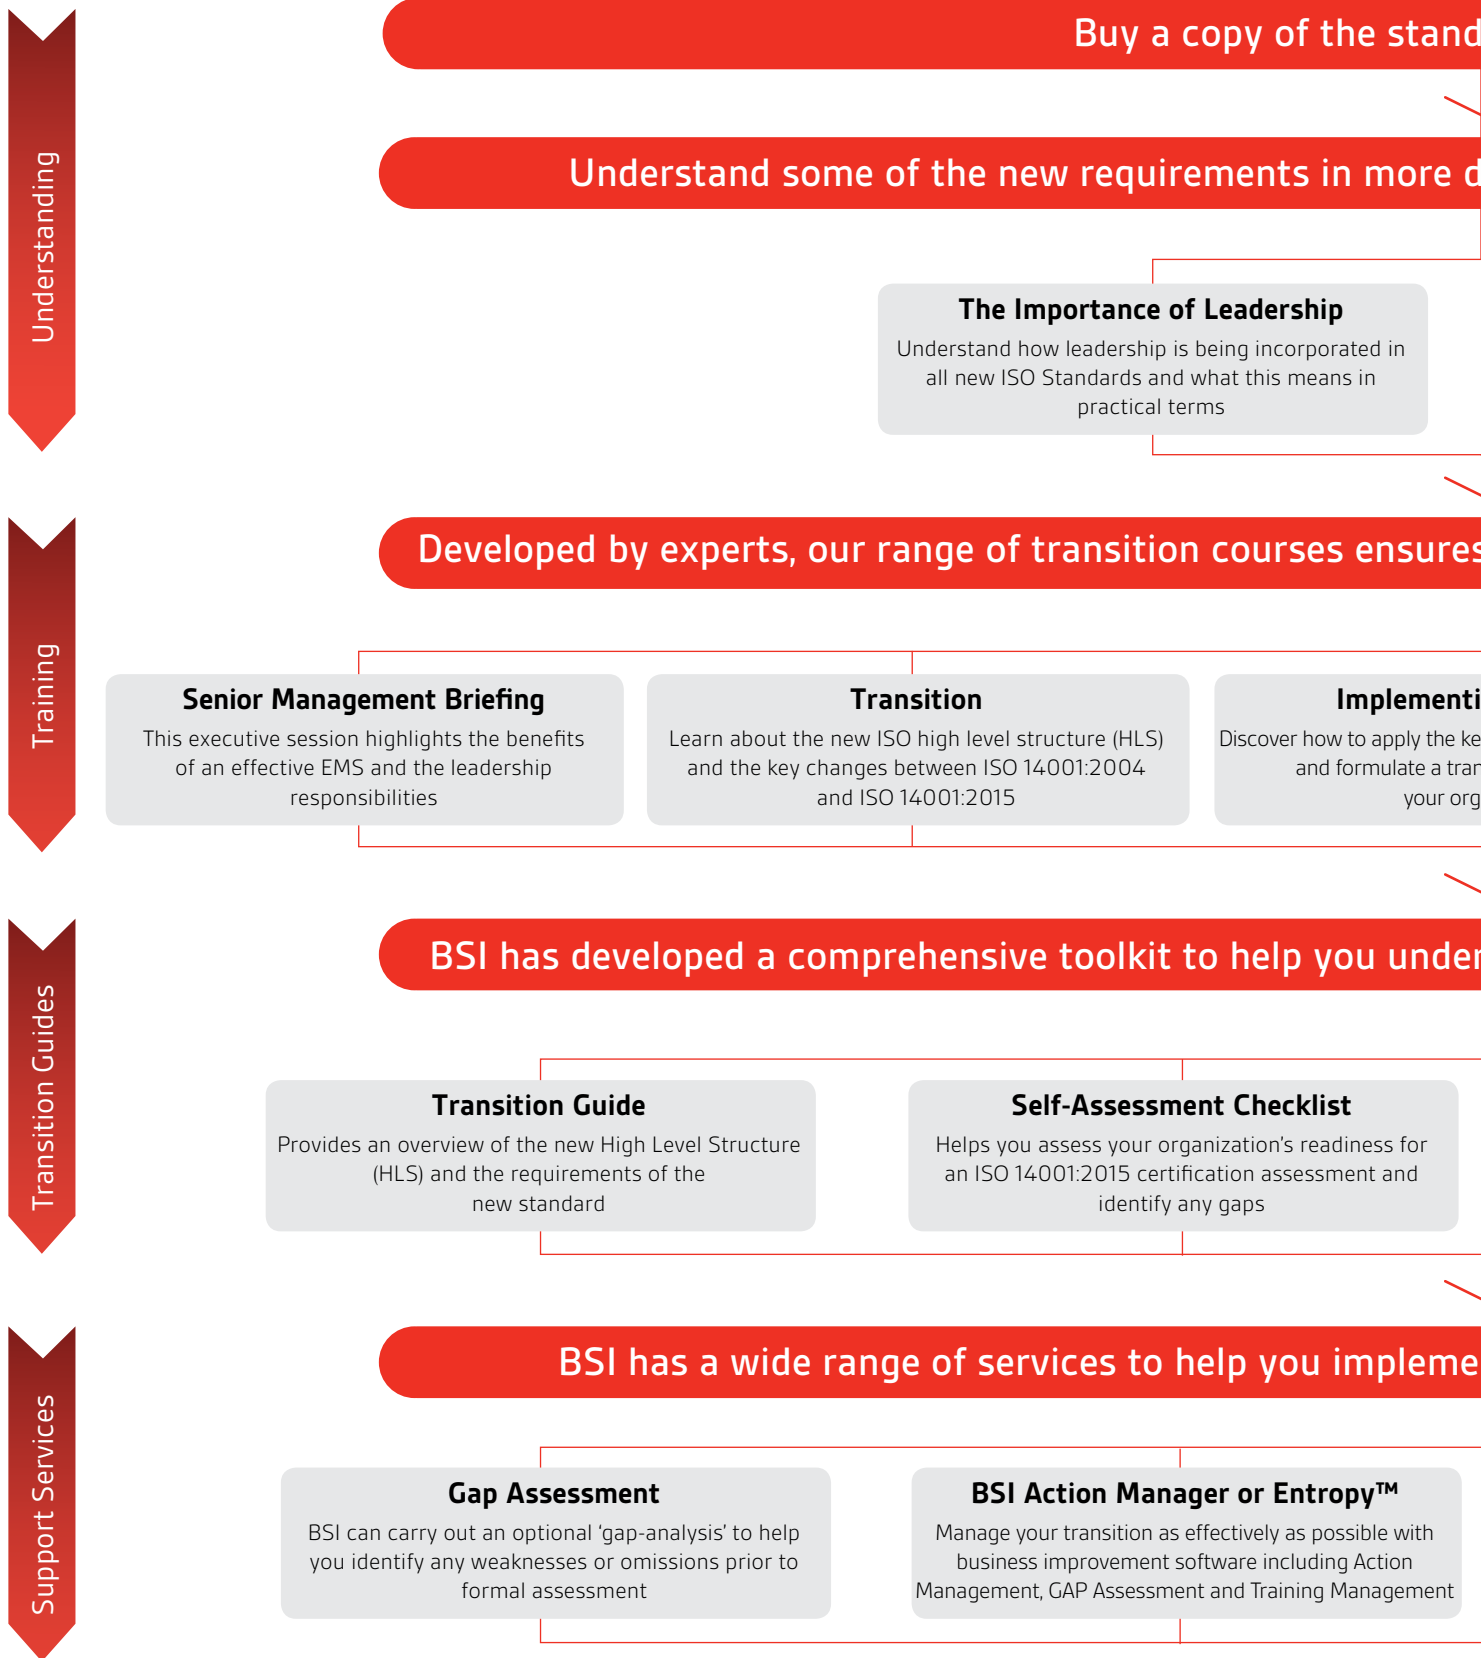 Buy a copy of the stand
Understand some of the new requirements in more d
Understanding
The Importance of Leadership
Understand how leadership is being incorporated in
all new ISO Standards and what this means in
practical terms
Developed by experts, our range of transition courses ensures
Training
Senior Management Briefing
This executive session highlights the benefits
of an effective EMS and the leadership
responsibilities
Transition
Learn about the new ISO high level structure (HLS)
and the key changes between ISO 14001:2004
and ISO 14001:2015
Implementi
Discover how to apply the ke
and formulate a tran
your org
BSI has developed a comprehensive toolkit to help you under
Transition Guides
Transition Guide
Provides an overview of the new High Level Structure
(HLS) and the requirements of the
new standard
Self-Assessment Checklist
Helps you assess your organization’s readiness for
an ISO 14001:2015 certification assessment and
identify any gaps
BSI has a wide range of services to help you impleme
Support Services
Gap Assessment
BSI can carry out an optional ‘gap-analysis’ to help
you identify any weaknesses or omissions prior to
formal assessment
BSI Action Manager or Entropy™
Manage your transition as effectively as possible with
business improvement software including Action
Management, GAP Assessment and Training Management